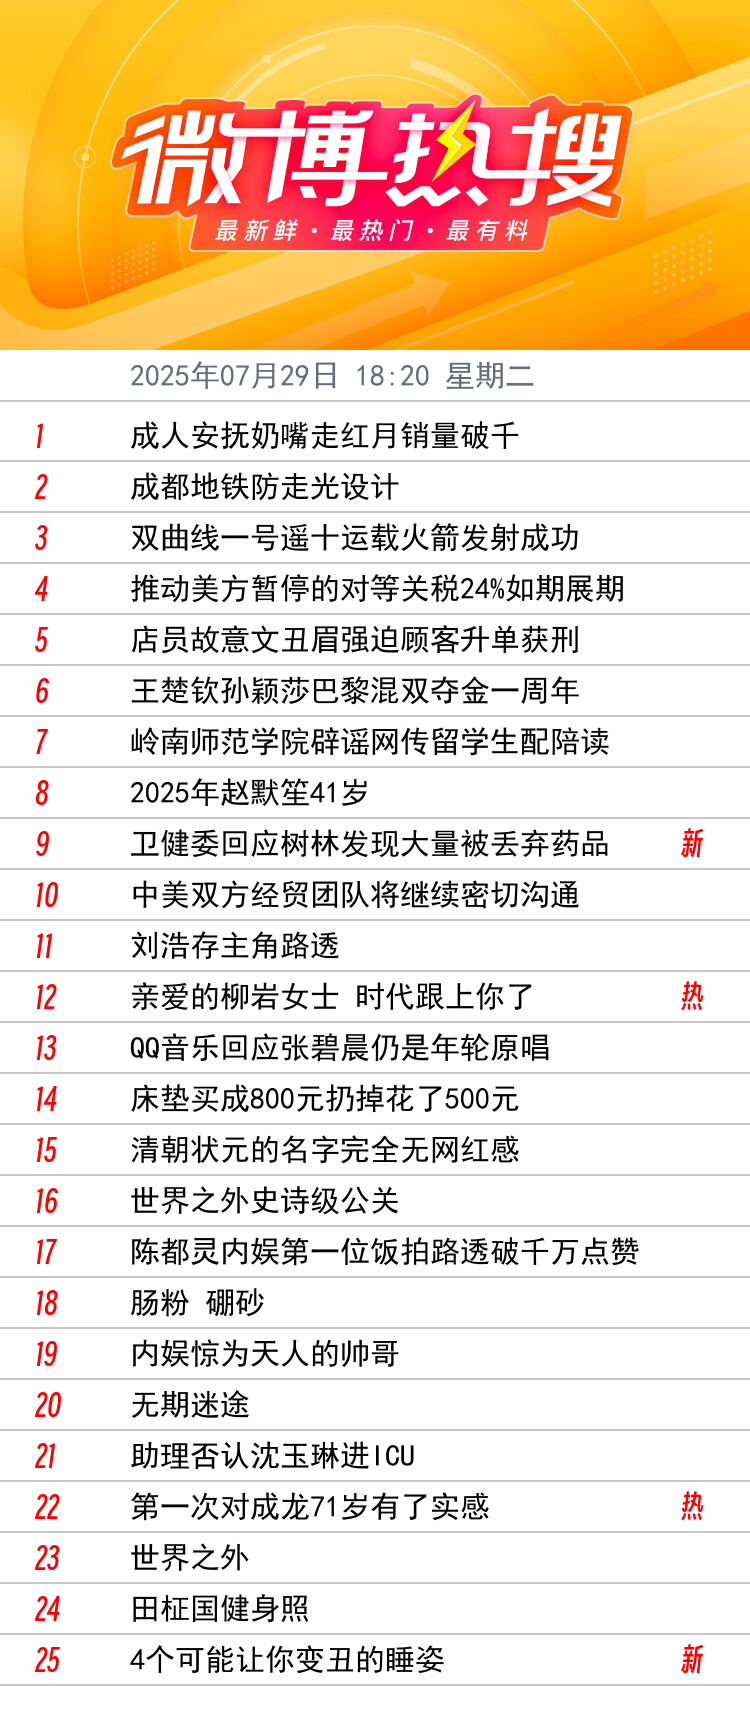 微博热搜
最新鲜·最热门·最有料
2025年07月29日 18:20 星期二
1 成人安抚奶嘴走红月销量破千
2 成都地铁防走光设计
3 双曲线一号遥十运载火箭发射成功
4 推动美方暂停的对等关税24%如期展期
5 店员故意文丑眉强迫顾客升单获刑
6 王楚钦孙颖莎巴黎混双夺金一周年
7 岭南师范学院辟谣网传留学生配陪读
8 2025年赵默笙41岁
9 卫健委回应树林发现大量被丢弃药品 新
10 中美双方经贸团队将继续密切沟通
11 刘浩存主角路透
12 亲爱的柳岩女士 时代跟上你了 热
13 QQ音乐回应张碧晨仍是年轮原唱
14 床垫买成800元扔掉花了500元
15 清朝状元的名字完全无网红感
16 世界之外史诗级公关
17 陈都灵内娱第一位饭拍路透破千万点赞
18 肠粉 硼砂
19 内娱惊为天人的帅哥
20 无期迷途
21 助理否认沈玉琳进ICU
22 第一次对成龙71岁有了实感 热
23 世界之外
24 田柾国健身照
25 4个可能让你变丑的睡姿 新